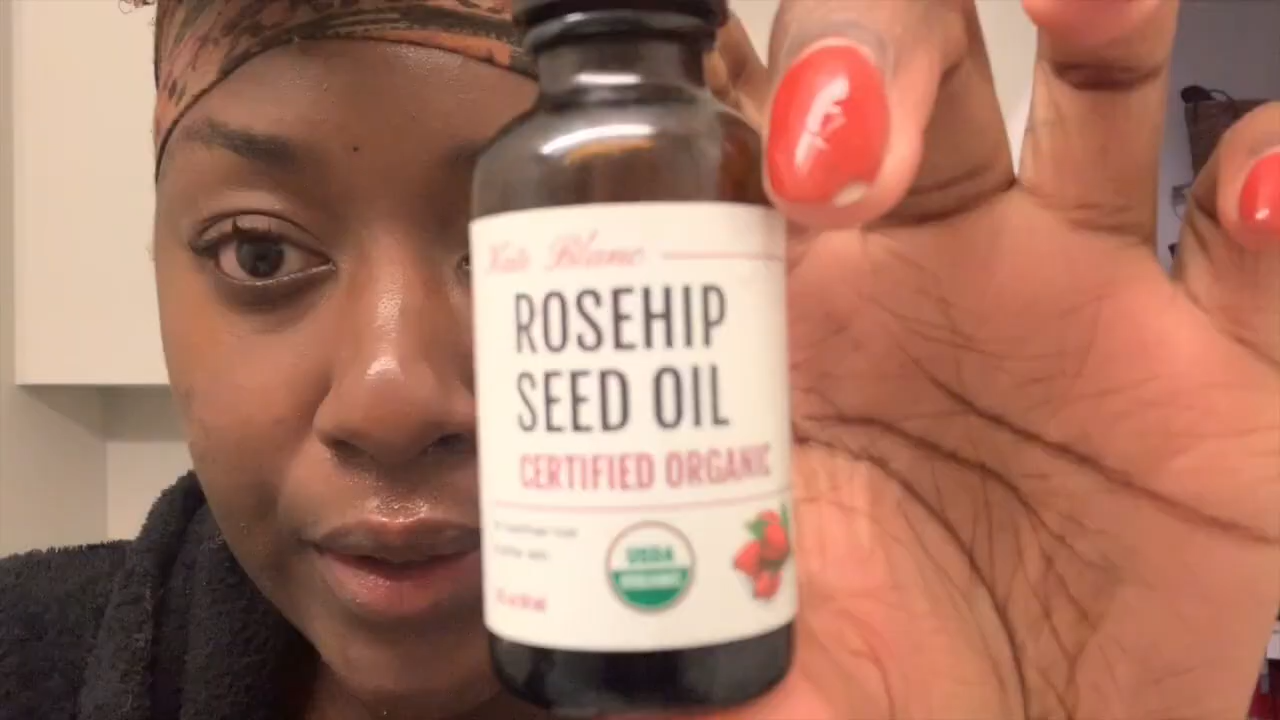 Kate Blanc
ROSEHIP
SEED OIL
CERTIFIED ORGANIC
USDA
ORGANIC